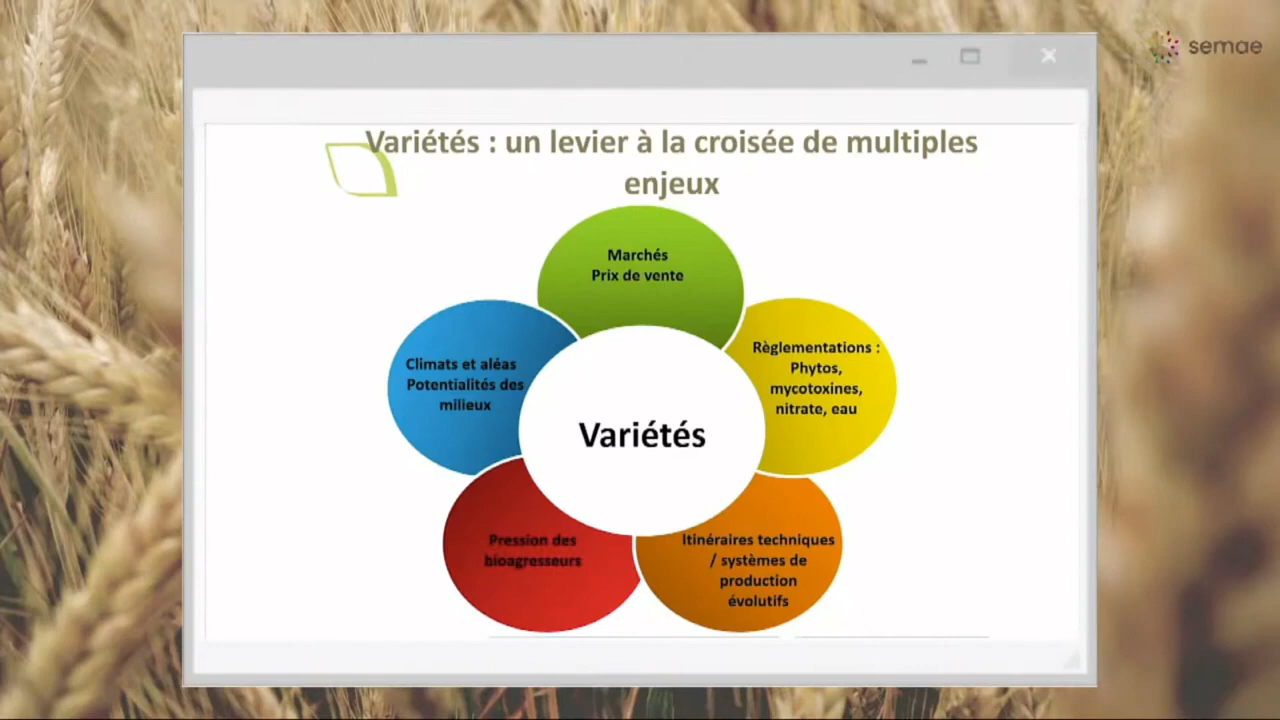 semae
Variétés : un levier à la croisée de multiples
enjeux
Marchés
Prix de vente
Climats et aléas
Potentialités des
milieux
Règlementations :
Phytos,
mycotoxines,
nitrate, eau
Variétés
Pression des
bioagresseurs
Itinéraires techniques
/ systèmes de
production
évolutifs